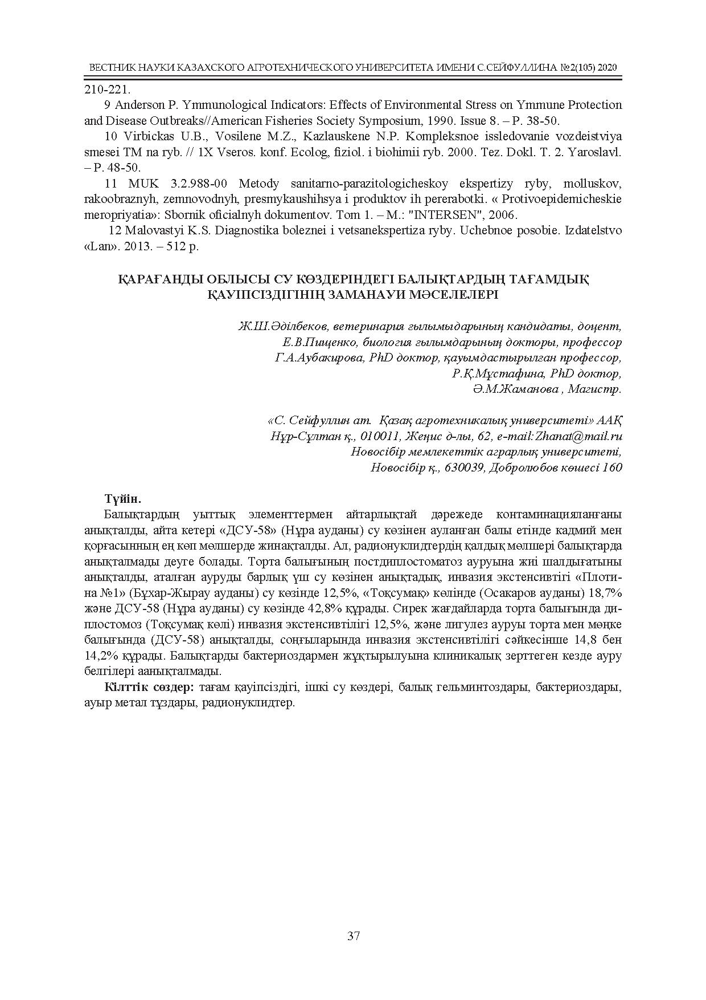 ВЕСТНИК НАУКИ КАЗАХСКОГО АГРОТЕХНИЧЕСКОГО УНИВЕРСИТЕТА ИМЕНИ С.СЕЙФУЛЛИНА №2(105) 2020
210-221.
9 Anderson P. Ymmunological Indicators: Effects of Environmental Stress on Ymmune Protection
and Disease Outbreaks//American Fisheries Society Symposium, 1990. Issue 8. – P. 38-50.
10 Virbickas U.B., Vosilene M.Z., Kazlauskene N.P. Kompleksnoe issledovanie vozdeistviya
smesei TM na ryb. // 1X Vseros. konf. Ecolog, fiziol. i biohimii ryb. 2000. Tez. Dokl. T. 2. Yaroslavl.
– P. 48-50.
11 MUK 3.2.988-00 Metody sanitarno-parazitologicheskoy ekspertizy ryby, molluskov,
rakoobraznyh, zemnovodnyh, presmykaushihsya i produktov ih pererabotki. « Protivoepidemicheskie
meropriyatia»: Sbornik oficialnyh dokumentov. Tom 1. – M.: "INTERSEN", 2006.
12 Malovastyi K.S. Diagnostika boleznei i vetsanekspertiza ryby. Uchebnoe posobie. Izdatelstvo
«Lan». 2013. – 512 p.
ҚАРАҒАНДЫ ОБЛЫСЫ СУ КӨЗДЕРІНДЕГІ БАЛЫҚТАРДЫҢ ТАҒАМДЫҚ
ҚАУІПСІЗДІГІНІҢ ЗАМАНАУИ МӘСЕЛЕЛЕРІ
Ж.Ш.Әділбеков, ветеринария ғылымыдарының кандидаты, доцент,
Е.В.Пищенко, биология ғылымдарының докторы, профессор
Г.А.Аубакирова, PhD доктор, қауымдастырылған профессор,
Р.Қ.Мұстафина, PhD доктор,
Ә.М.Жаманова , Магистр.
«С. Сейфуллин ат. Қазақ агротехникалық университеті» ААҚ
Нұр-Сұлтан қ., 010011, Жеңис д-лы, 62, e-mail:Zhanat@mail.ru
Новосібір мемлекеттік аграрлық университеті,
Новосібір қ., 630039, Добролюбов көшесі 160
Түйін.
Балықтардың уыттық элементтермен айтарлықтай дәрежеде контаминацияланғаны
анықталды, айта кетері «ДСУ-58» (Нұра ауданы) су көзінен ауланған балы етінде кадмий мен
қорғасынның ең көп мөлшерде жинақталды. Ал, радионуклидтердің қалдық мөлшері балықтарда
анықталмады деуге болады. Торта балығының постдиплостоматоз ауруына жиі шалдығатыны
анықталды, аталған ауруды барлық үш су көзінен анықтадық, инвазия экстенсивтігі «Плоти-
на №1» (Бұхар-Жырау ауданы) су көзінде 12,5%, «Тоқсумақ» көлінде (Осакаров ауданы) 18,7%
және ДСУ-58 (Нұра ауданы) су көзінде 42,8% құрады. Сирек жағдайларда торта балығында ди-
плостомоз (Тоқсумақ көлі) инвазия экстенсивтілігі 12,5%, және лигулез ауруы торта мен мөңке
балығында (ДСУ-58) анықталды, соңғыларында инвазия экстенсивтілігі сәйкесінше 14,8 бен
14,2% құрады. Балықтарды бактериоздармен жұқтырылуына клиникалық зерттеген кезде ауру
белгілері аанықталмады.
Кілттік сөздер: тағам қауіпсіздігі, ішкі су көздері, балық гельминтоздары, бактериоздары,
ауыр метал тұздары, радионуклидтер.
37